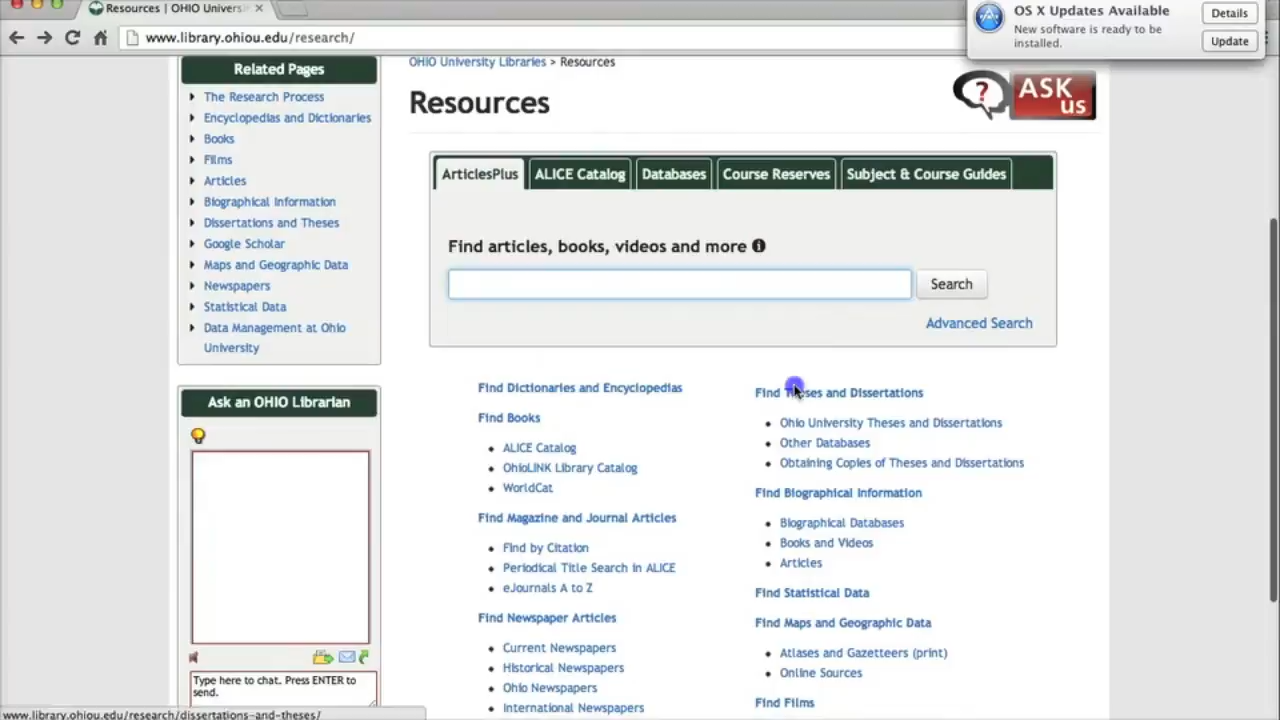 Resources | OHIO Universi
www.library.ohiou.edu/research/
OS X Updates Available
New software is ready to be
installed.
Details
Update
Related Pages
The Research Process
Encyclopedias and Dictionaries
Books
Films
Articles
Biographical Information
Dissertations and Theses
Google Scholar
Maps and Geographic Data
Newspapers
Statistical Data
Data Management at Ohio
University
Ask an OHIO Librarian
Type here to chat. Press ENTER to
send.
OHIO University Libraries > Resources
Resources
? ASK
us
ArticlesPlus
ALICE Catalog
Databases
Course Reserves
Subject & Course Guides
Find articles, books, videos and more
Search
Advanced Search
Find Dictionaries and Encyclopedias
Find Books
ALICE Catalog
OhioLINK Library Catalog
WorldCat
Find Magazine and Journal Articles
Find by Citation
Periodical Title Search in ALICE
eJournals A to Z
Find Newspaper Articles
Current Newspapers
Historical Newspapers
Ohio Newspapers
International Newspapers
Find Theses and Dissertations
Ohio University Theses and Dissertations
Other Databases
Obtaining Copies of Theses and Dissertations
Find Biographical Information
Biographical Databases
Books and Videos
Articles
Find Statistical Data
Find Maps and Geographic Data
Atlases and Gazetteers (print)
Online Sources
Find Films
www.library.ohiou.edu/research/dissertations-and-theses/